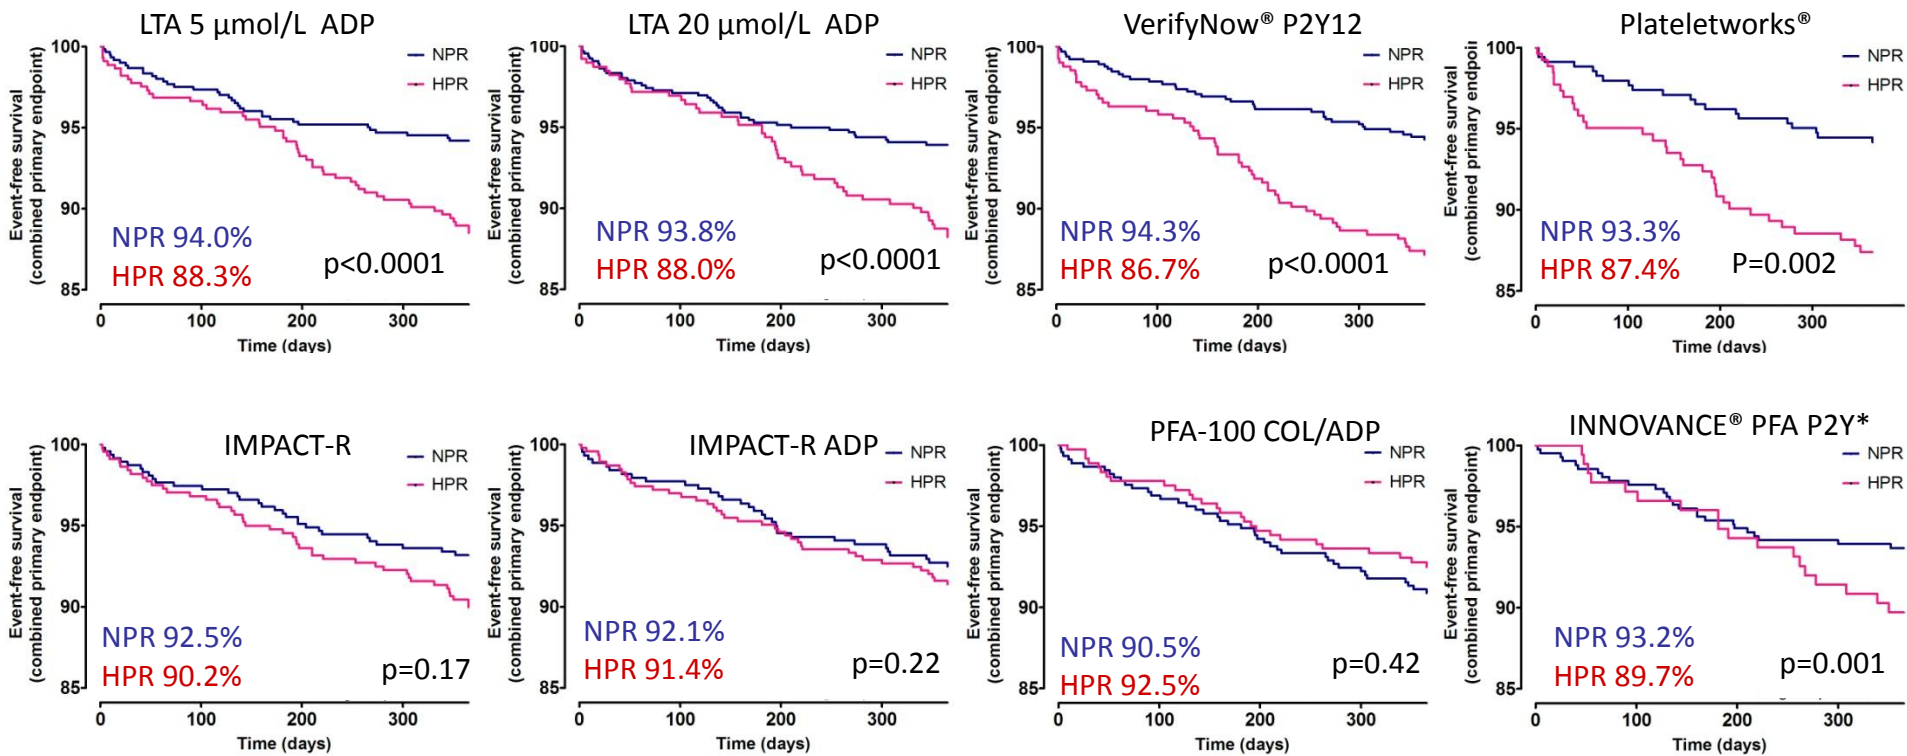 LTA 5 µmol/L ADP
Event-free survival
(combined primary endpoint)
100
95
90
85
NPR
HPR
NPR 94.0%
HPR 88.3%
p<0.0001
0 100 200 300
Time (days)
LTA 20 µmol/L ADP
Event-free survival
(combined primary endpoint)
100
95
90
85
NPR
HPR
NPR 93.8%
HPR 88.0%
p<0.0001
0 100 200 300
Time (days)
VerifyNow® P2Y12
Event-free survival
(combined primary endpoint)
100
95
90
85
NPR
HPR
NPR 94.3%
HPR 86.7%
p<0.0001
0 100 200 300
Time (days)
Plateletworks®
Event-free survival
(combined primary endpoi
100
95
90
85
NPR
HPR
NPR 93.3%
HPR 87.4%
P=0.002
0 100 200 300
Time (days)
IMPACT-R
Event-free survival
(combined primary endpoint)
100
95
90
85
NPR
HPR
NPR 92.5%
HPR 90.2%
p=0.17
0 100 200 300
Time (days)
IMPACT-R ADP
Event-free survival
(combined primary endpoint)
100
95
90
85
NPR
HPR
NPR 92.1%
HPR 91.4%
p=0.22
0 100 200 300
Time (days)
PFA-100 COL/ADP
Event-free survival
(combined primary endpoint)
100
95
90
85
NPR
HPR
NPR 90.5%
HPR 92.5%
p=0.42
0 100 200 300
Time (days)
INNOVANCE® PFA P2Y*
Event-free survival
(combined primary endpoint)
100
95
90
85
NPR
HPR
NPR 93.2%
HPR 89.7%
p=0.001
0 100 200 300
Time (days)